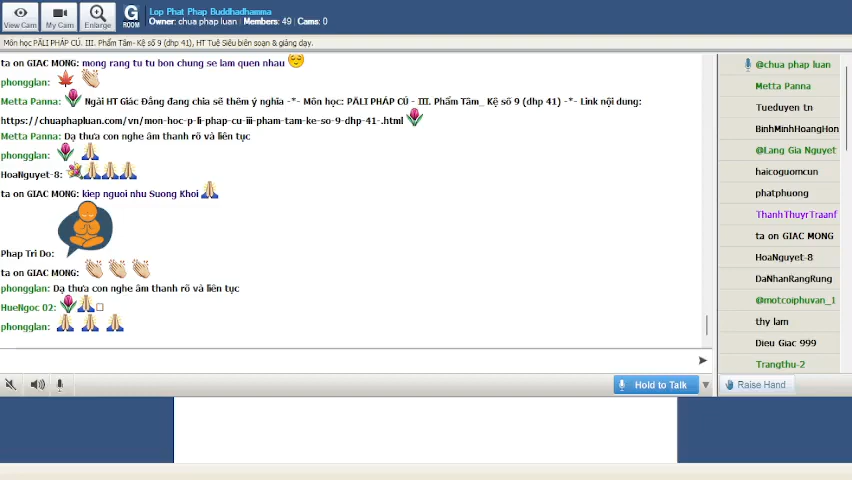 View Cam
My Cam
Enlarge
G
ROOM
Lop Phat Phap Buddhadhamma
Owner: chua phap luan Members: 49 Cams: 0
Môn học PĀLI PHÁP CÚ. III. Phẩm Tâm- Kệ số 9 (dhp 41), HT Tuệ Siêu biên soạn & giảng dạy.
ta on GIAC MONG: mong rang tu tu bon chung se lam quen nhau
phongglan:
Metta Panna: Ngài HT Giác Đẳng đang chia sẽ thêm ý nghĩa -*- Môn học: PĀLI PHÁP CÚ - III. Phẩm Tâm_ Kệ số 9 (dhp 41) -*- Link nội dung:
https://chuaphapluan.com/vn/mon-hoc-p-li-phap-cu-iii-pham-tam-ke-so-9-dhp-41-.html
Metta Panna: Dạ thưa con nghe âm thanh rõ và liên tục
phongglan:
HoaNguyet-8:
ta on GIAC MONG: kiep nguoi nhu Suong Khoi
Phap Tri Do:
ta on GIAC MONG:
phongglan: Dạ thưa con nghe âm thanh rõ và liên tục
HueNgoc 02:
phongglan:
Hold to Talk
@chua phap luan
Metta Panna
Tueduyen tn
BinhMinhHoangHon
@Lang Gia Nguyet
haicoguomcun
phatphuong
ThanhThuyrTraanf
ta on GIAC MONG
HoaNguyet-8
DaNhanRangRung
@motcoiphuvan_1
thy lam
Dieu Giac 999
Trangthu-2
Raise Hand